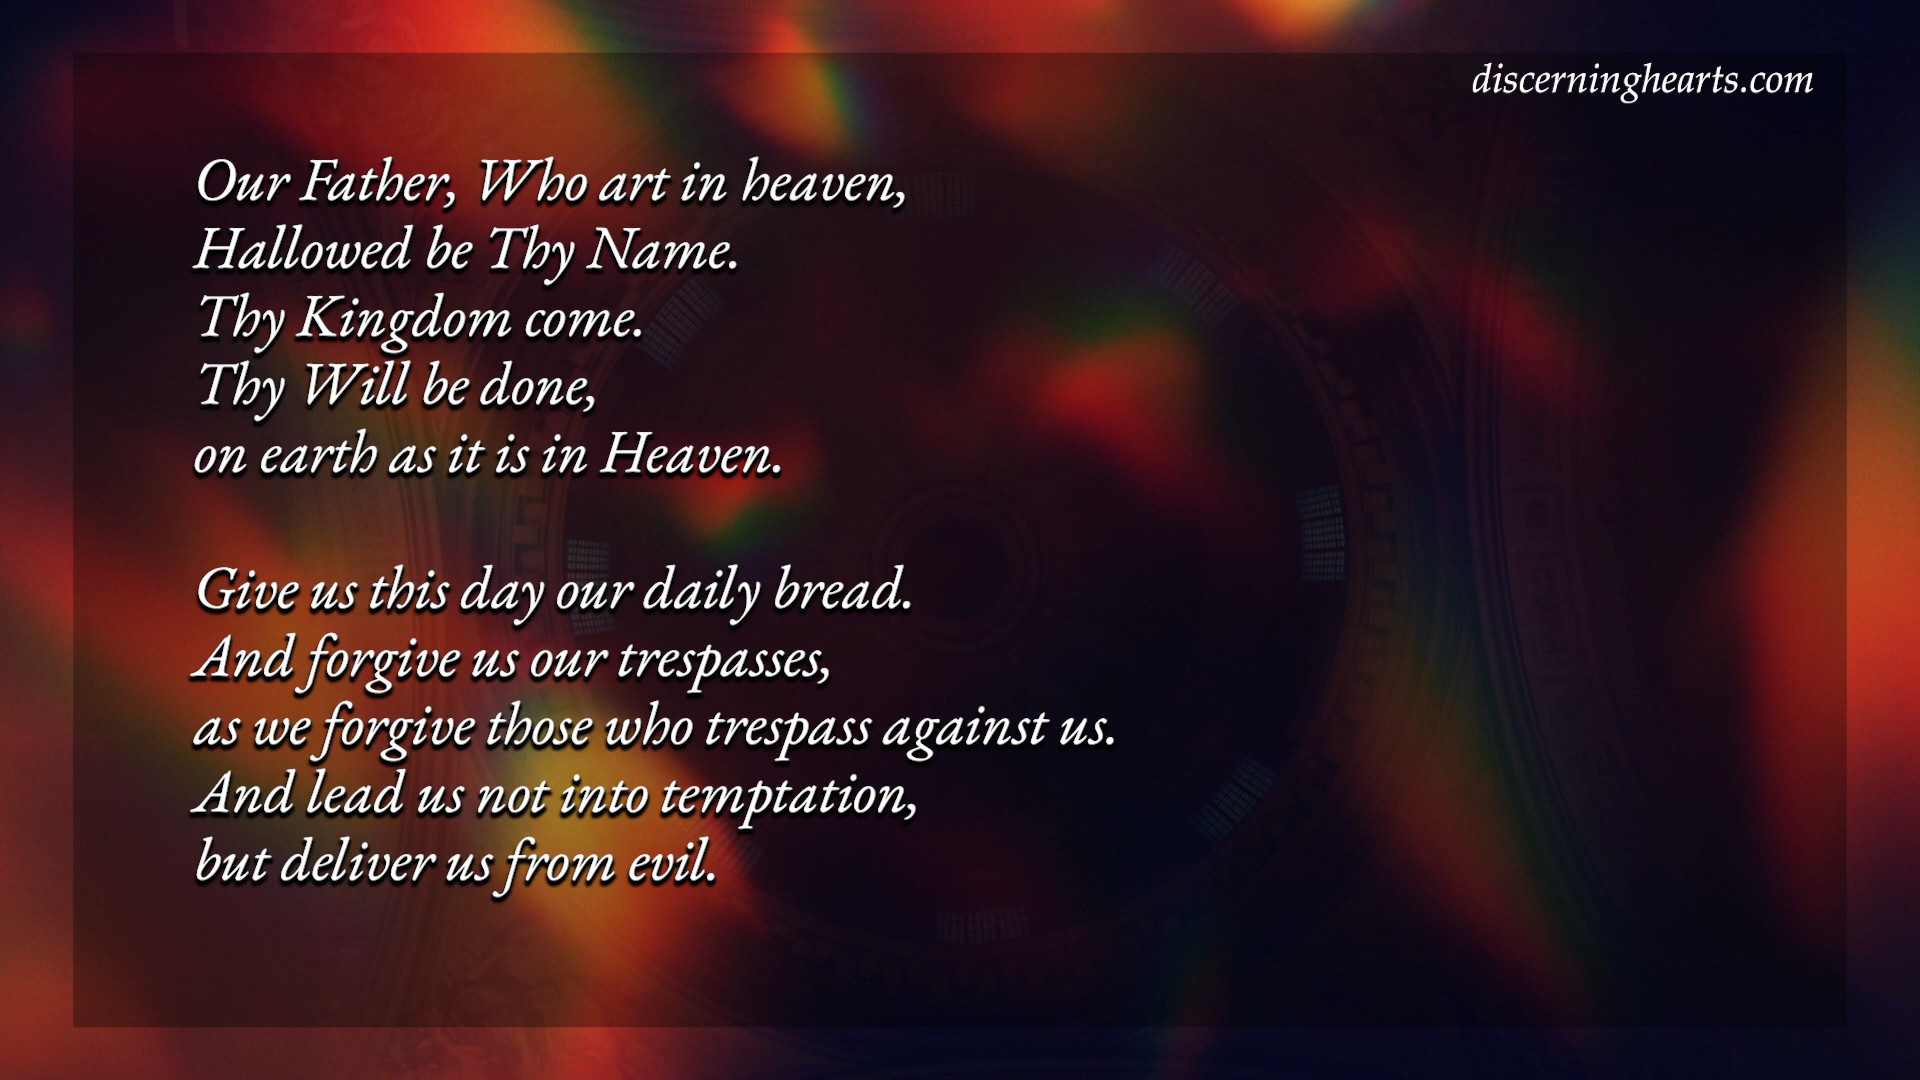 discerninghearts.com
Our Father, Who art in heaven,
Hallowed be Thy Name.
Thy Kingdom come.
Thy Will be done,
on earth as it is in Heaven.
Give us this day our daily bread.
And forgive us our trespasses,
as we forgive those who trespass against us.
And lead us not into temptation,
but deliver us from evil.